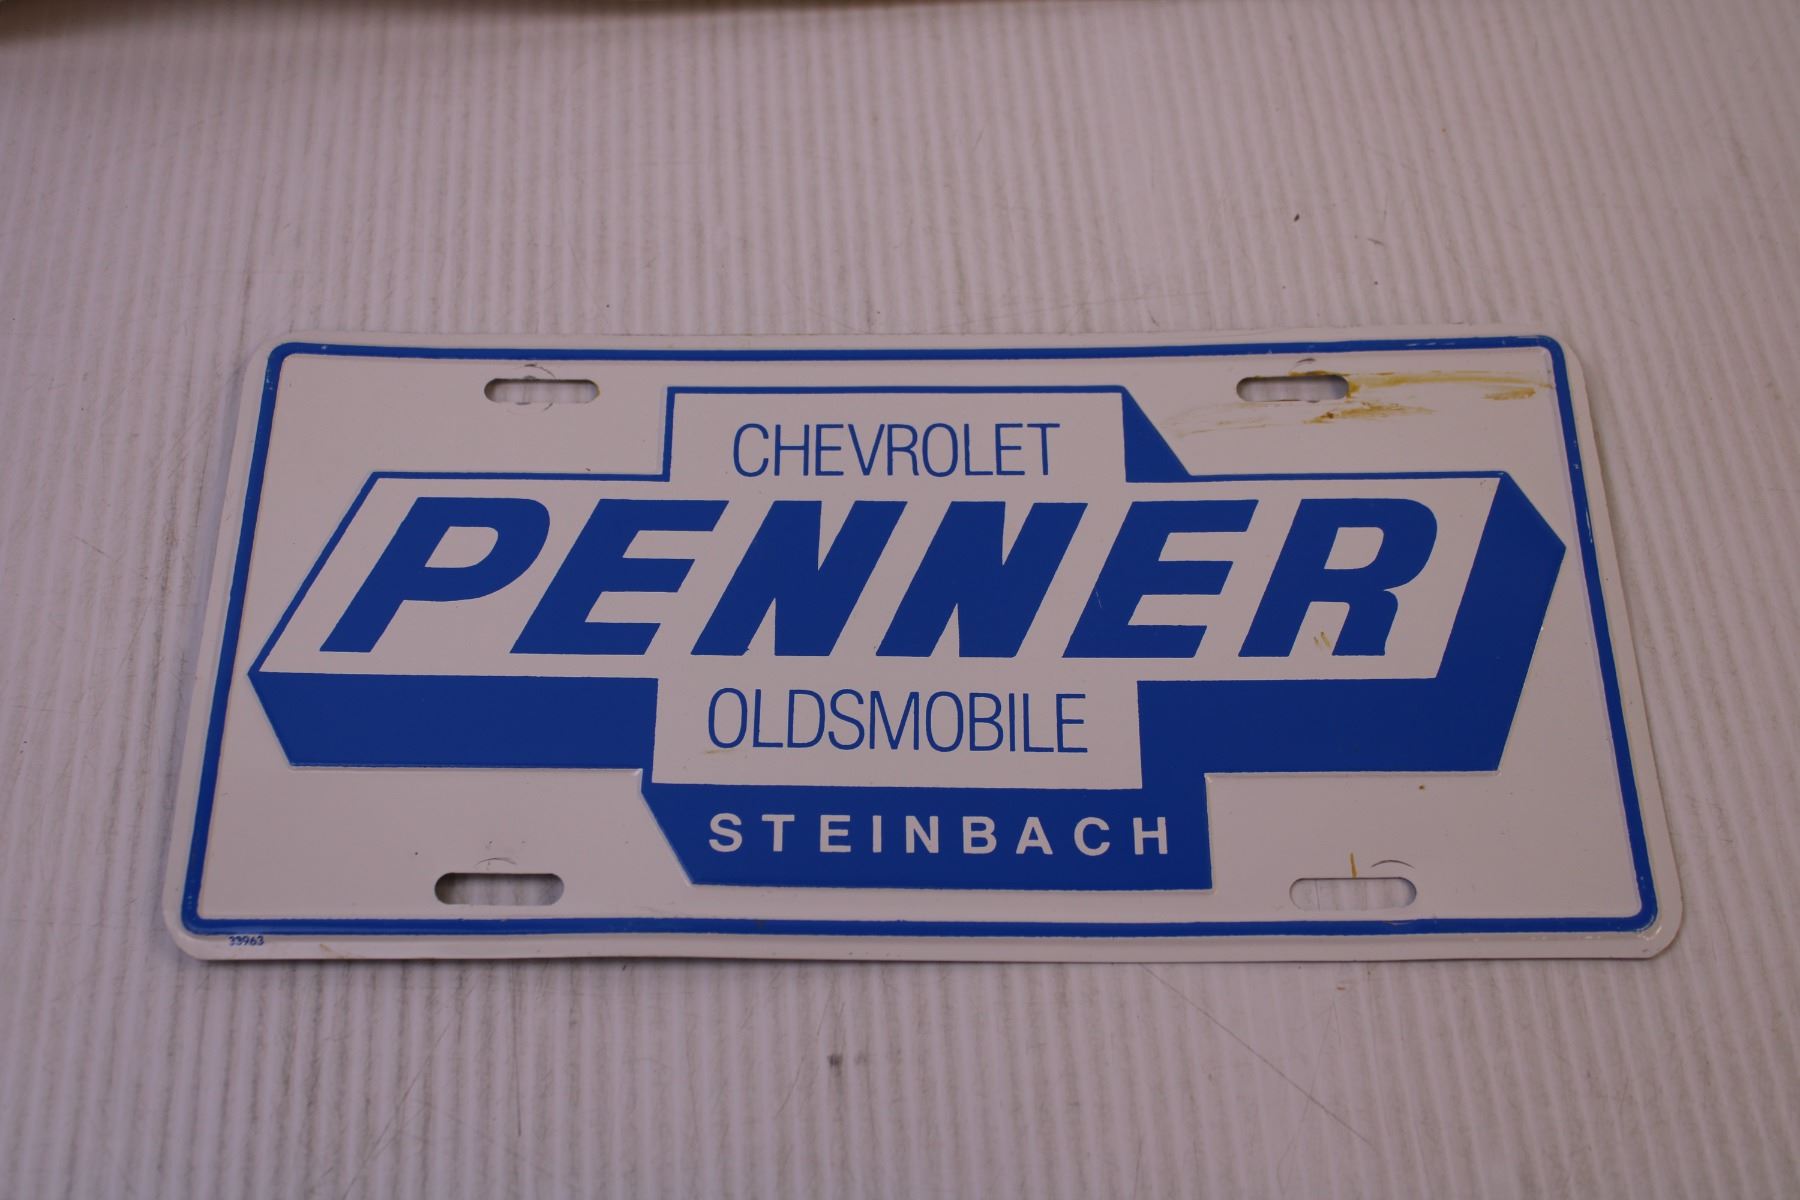 CHEVROLET
PENNER
OLDSMOBILE
STEINBACH
33963